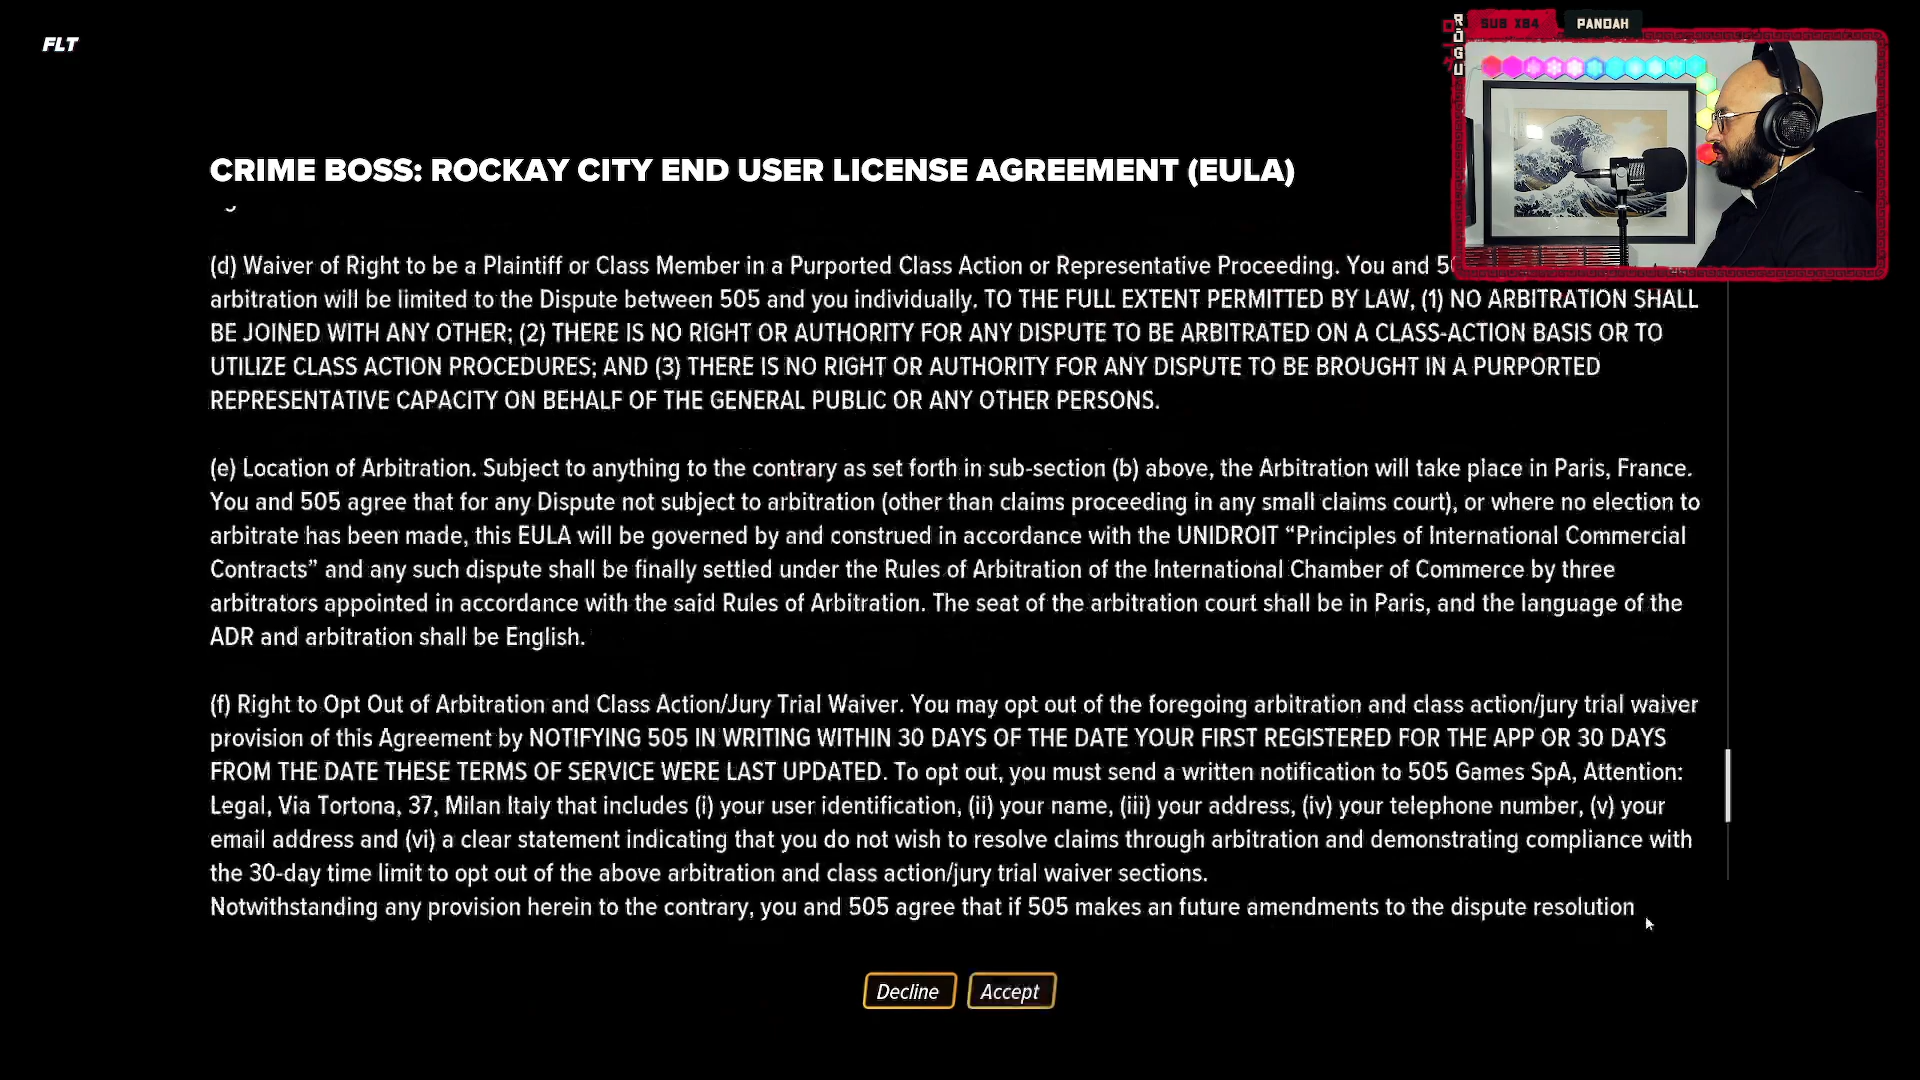 FLT
SUB X84
PANDAH
ROGU
CRIME BOSS: ROCKAY CITY END USER LICENSE AGREEMENT (EULA)
(d) Waiver of Right to be a Plaintiff or Class Member in a Purported Class Action or Representative Proceeding. You and 50
arbitration will be limited to the Dispute between 505 and you individually. TO THE FULL EXTENT PERMITTED BY LAW, (1) NO ARBITRATION SHALL
BE JOINED WITH ANY OTHER; (2) THERE IS NO RIGHT OR AUTHORITY FOR ANY DISPUTE TO BE ARBITRATED ON A CLASS-ACTION BASIS OR TO
UTILIZE CLASS ACTION PROCEDURES; AND (3) THERE IS NO RIGHT OR AUTHORITY FOR ANY DISPUTE TO BE BROUGHT IN A PURPORTED
REPRESENTATIVE CAPACITY ON BEHALF OF THE GENERAL PUBLIC OR ANY OTHER PERSONS.
(e) Location of Arbitration. Subject to anything to the contrary as set forth in sub-section (b) above, the Arbitration will take place in Paris, France.
You and 505 agree that for any Dispute not subject to arbitration (other than claims proceeding in any small claims court), or where no election to
arbitrate has been made, this EULA will be governed by and construed in accordance with the UNIDROIT “Principles of International Commercial
Contracts” and any such dispute shall be finally settled under the Rules of Arbitration of the International Chamber of Commerce by three
arbitrators appointed in accordance with the said Rules of Arbitration. The seat of the arbitration court shall be in Paris, and the language of the
ADR and arbitration shall be English.
(f) Right to Opt Out of Arbitration and Class Action/Jury Trial Waiver. You may opt out of the foregoing arbitration and class action/jury trial waiver
provision of this Agreement by NOTIFYING 505 IN WRITING WITHIN 30 DAYS OF THE DATE YOUR FIRST REGISTERED FOR THE APP OR 30 DAYS
FROM THE DATE THESE TERMS OF SERVICE WERE LAST UPDATED. To opt out, you must send a written notification to 505 Games SpA, Attention:
Legal, Via Tortona, 37, Milan Italy that includes (i) your user identification, (ii) your name, (iii) your address, (iv) your telephone number, (v) your
email address and (vi) a clear statement indicating that you do not wish to resolve claims through arbitration and demonstrating compliance with
the 30-day time limit to opt out of the above arbitration and class action/jury trial waiver sections.
Notwithstanding any provision herein to the contrary, you and 505 agree that if 505 makes an future amendments to the dispute resolution
Decline
Accept